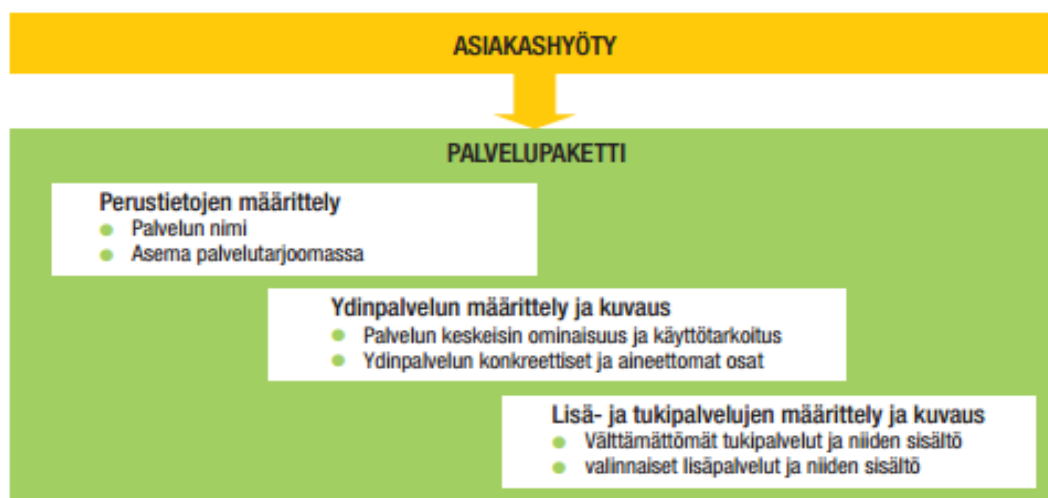 ASIAKASHYÖTY
PALVELUPAKETTI
Perustietojen määrittely
Palvelun nimi
Asema palvelutarjoomassa
Ydinpalvelun määrittely ja kuvaus
Palvelun keskeisin ominaisuus ja käyttötarkoitus
Ydinpalvelun konkreettiset ja aineettomat osat
Lisä- ja tukipalvelujen määrittely ja kuvaus
Välttämättömät tukipalvelut ja niiden sisältö
valinnaiset lisäpalvelut ja niiden sisältö